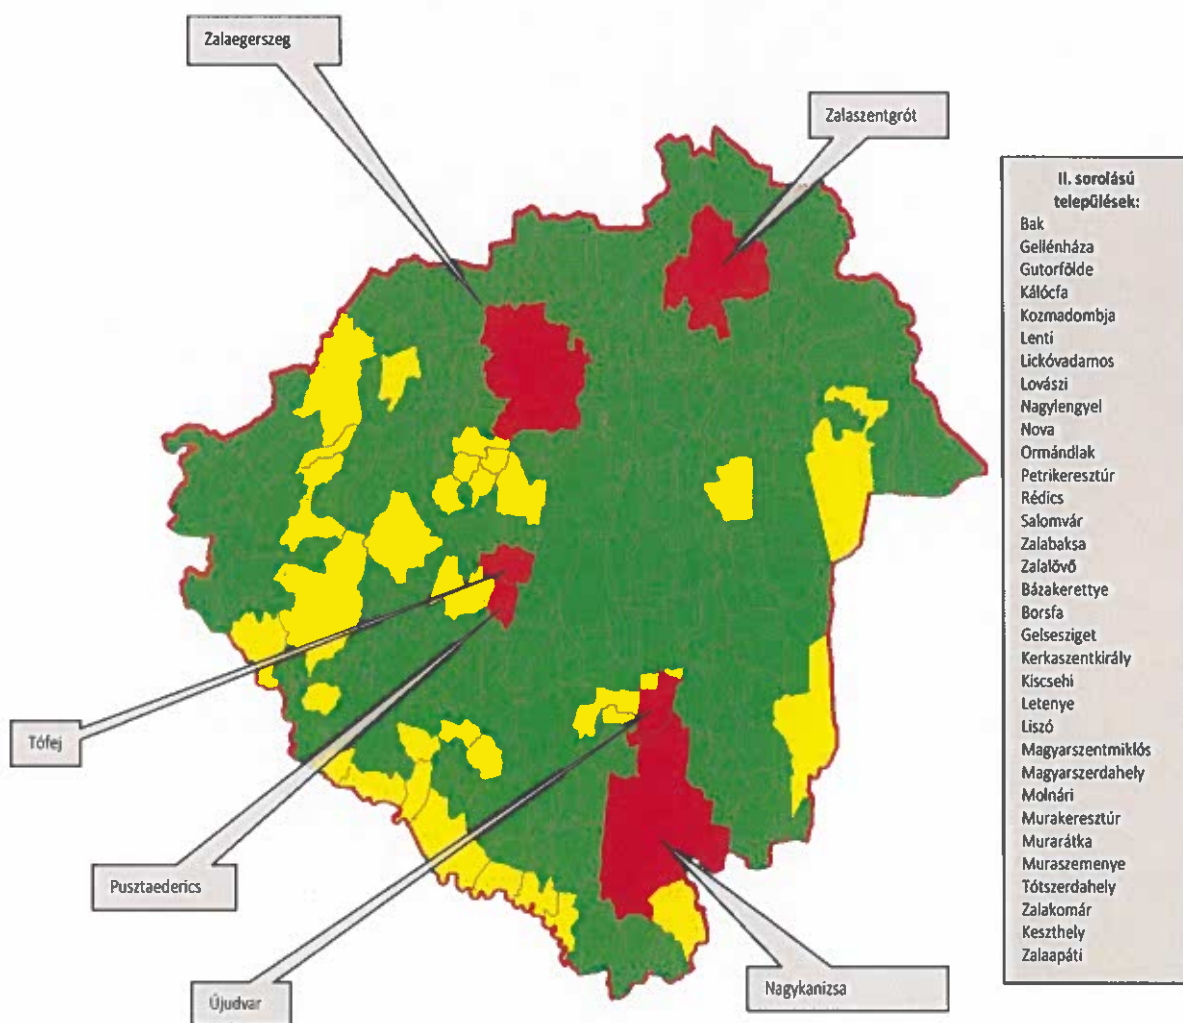 Zalaegerszeg
Zalaszentgrót
II. sorolású
települések:
Bak
Gellénháza
Gutorfölde
Kálócfa
Kozmadombja
Lenti
Lickóvadamos
Lovászi
Nagylengyel
Nova
Ormándlak
Petrikeresztúr
Rédics
Salomvár
Zalabaksa
Zalalövő
Bázakerettye
Borsfa
Gelsesziget
Kerkaszentkirály
Kiscsehi
Letenye
Liszó
Magyarszentmiklós
Magyarszerdahely
Molnári
Murakeresztúr
Murarátka
Muraszemenye
Tótszerdahely
Zalakomár
Keszthely
Zalaapáti
Tófej
Pusztaederics
Újudvar
Nagykanizsa